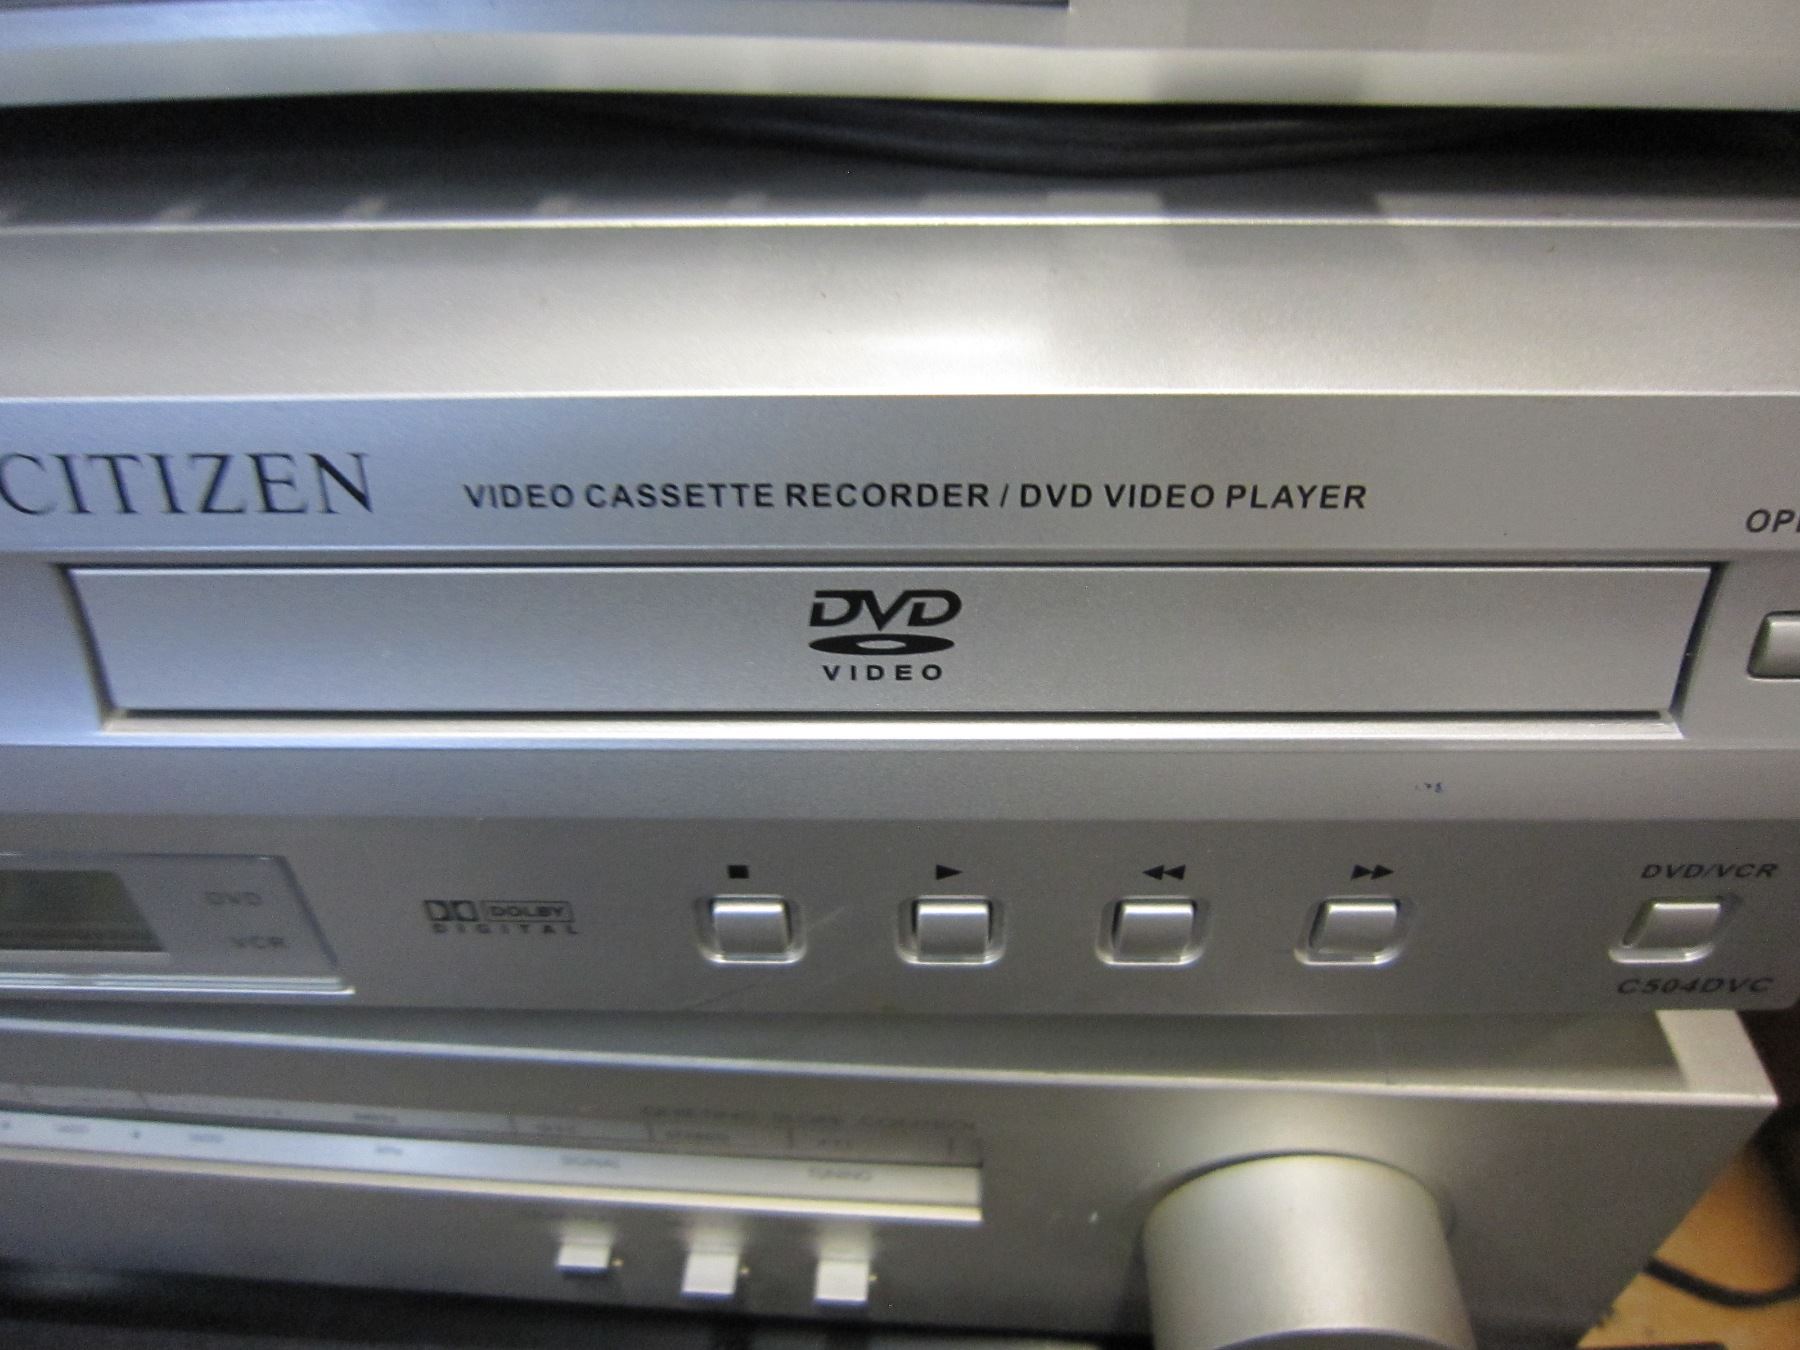 CITIZEN
VIDEO CASSETTE RECORDER / DVD VIDEO PLAYER
DVD
VIDEO
DVD/VCR
DVD
VCR
DOLBY
DIGITAL
C504DVC